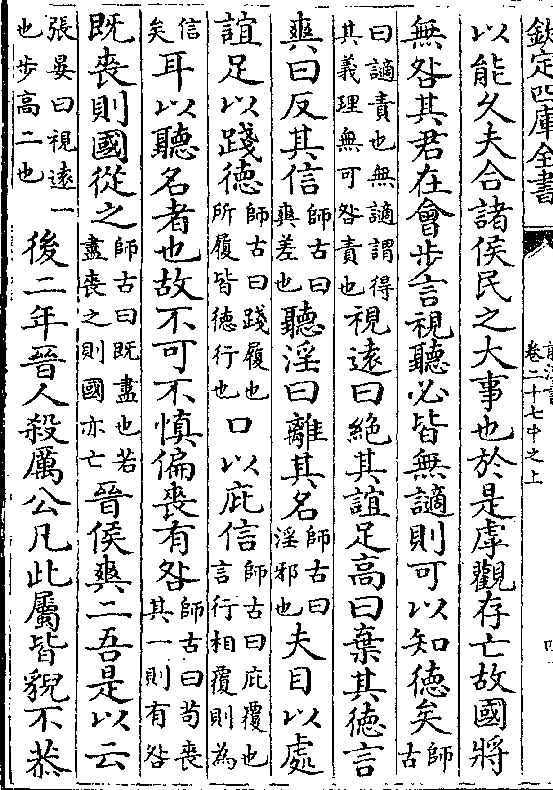 欽定四庫全書
卷二十七中之上
以能久夫合諸侯民之大事也於是虖觀存亡故國將
無咎其君在會步言視聽必皆無讁則可以知徳矣師古
曰讁責也無讁謂得其義理無可咎責也視逺曰絶其誼足高曰棄其徳言
爽曰反其信師古曰爽差也聽淫曰離其名師古曰淫邪也夫目以處
誼足以踐徳師古曰踐履也所履皆徳行也口以庇信師古曰庇覆也言行相覆則為
信矣耳以聽名者也故不可不慎偏喪有咎師古曰苟喪其一則有咎
既喪則國從之師古曰既盡也若盡喪之則國亦亡晉侯爽二吾是以云
張晏曰視逺一也步高二也後二年晉人殺厲公凡此屬皆貌不恭